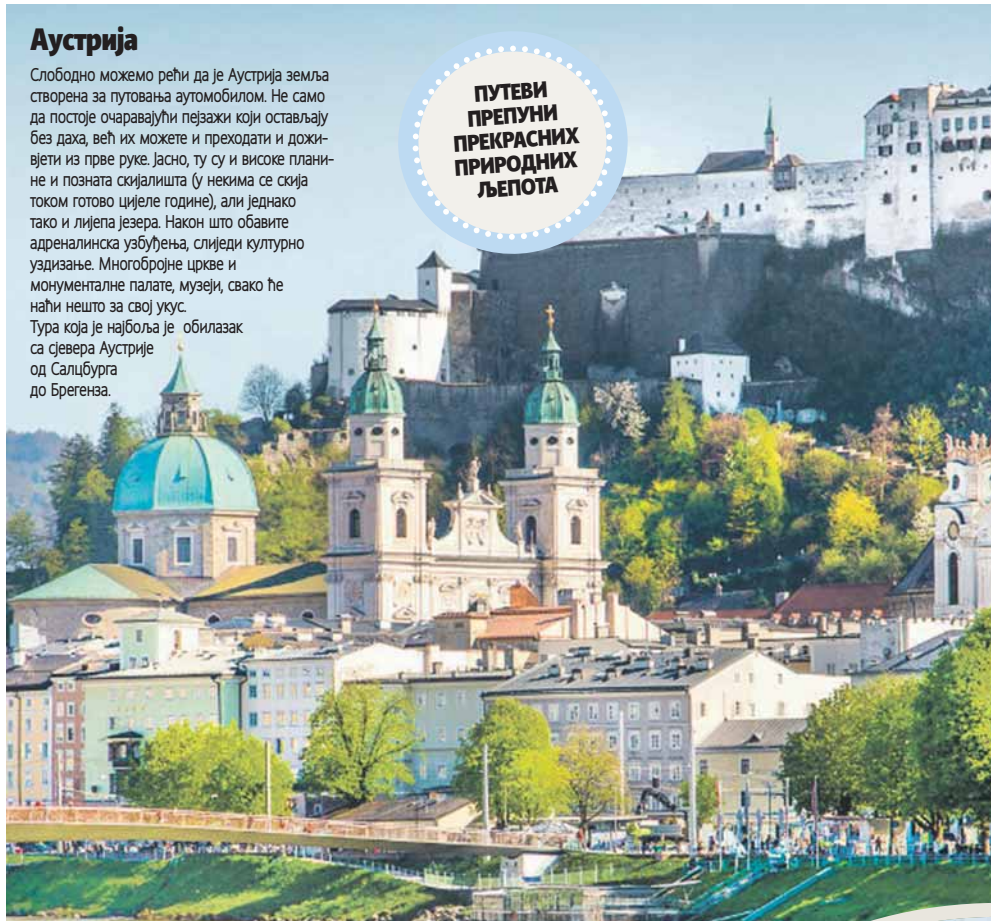 Аустрија
Слободно можемо рећи да је Аустрија земља
створена за путовања аутомобилом. Не само
да постоје очаравајући пејзажи који остављају
без даха, већ их можете и преходати и дожи-
вјети из прве руке. Јасно, ту су и високе плани-
не и позната скијалишта (у некима се скија
током готово цијеле године), али једнако
тако и лијепа језера. Након што обавите
адреналинска узбуђења, слиједи културно
уздизање. Многобројне цркве и
монументалне палате, музеји, свако ће
наћи нешто за свој укус.
Тура која је најбоља је обилазак
са сјевера Аустрије
од Салцбурга
до Брегенза.
ПУТЕВИ
ПРЕПУНИ
ПРЕКРАСНИХ
ПРИРОДНИХ
ЉЕПОТА